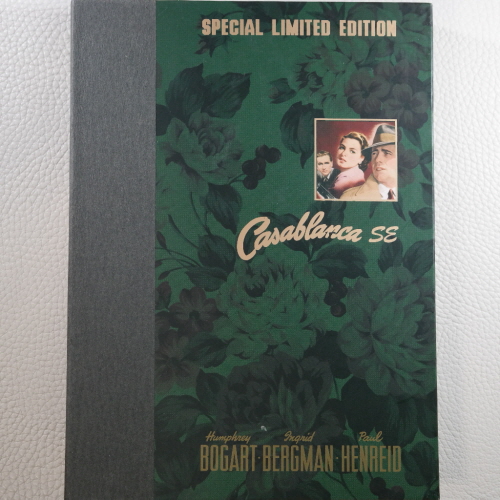 SPECIAL LIMITED EDITION
Casablanca SE
Humphrey Ingrid Paul
BOGART · BERGMAN · HENREID